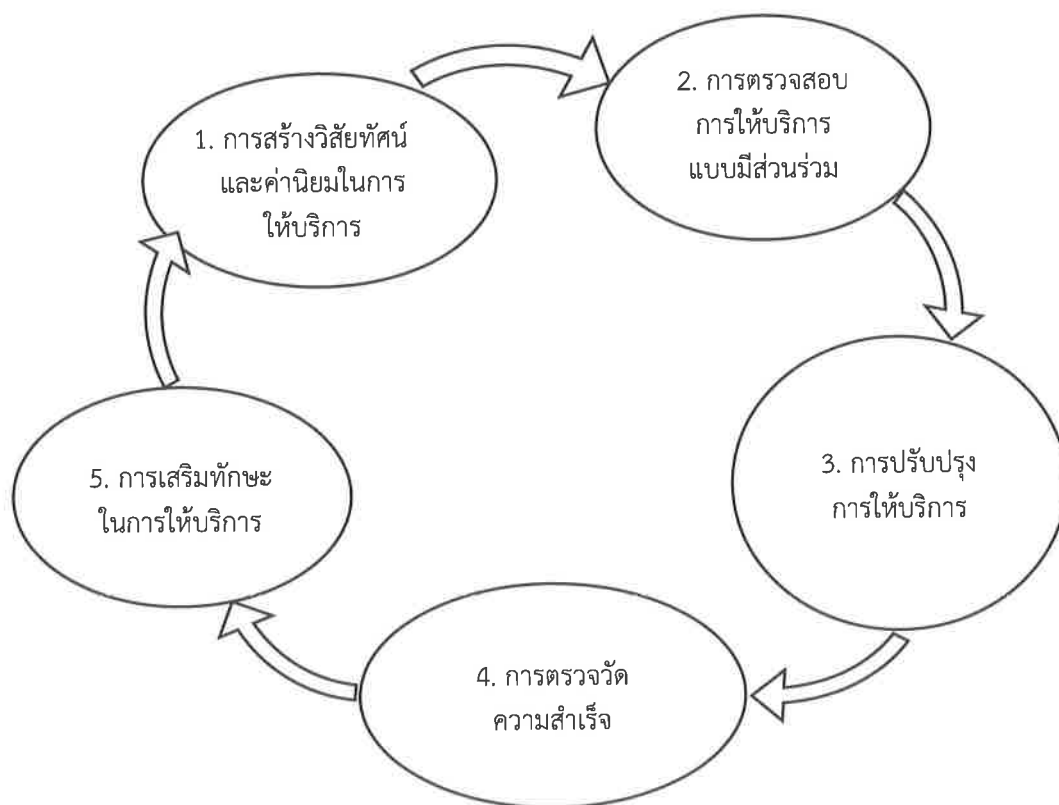 1. การสร้างวิสัยทัศน์
และค่านิยมในการ
ให้บริการ
2. การตรวจสอบ
การให้บริการ
แบบมีส่วนร่วม
3. การปรับปรุง
การให้บริการ
4. การตรวจวัด
ความสำเร็จ
5. การเสริมทักษะ
ในการให้บริการ